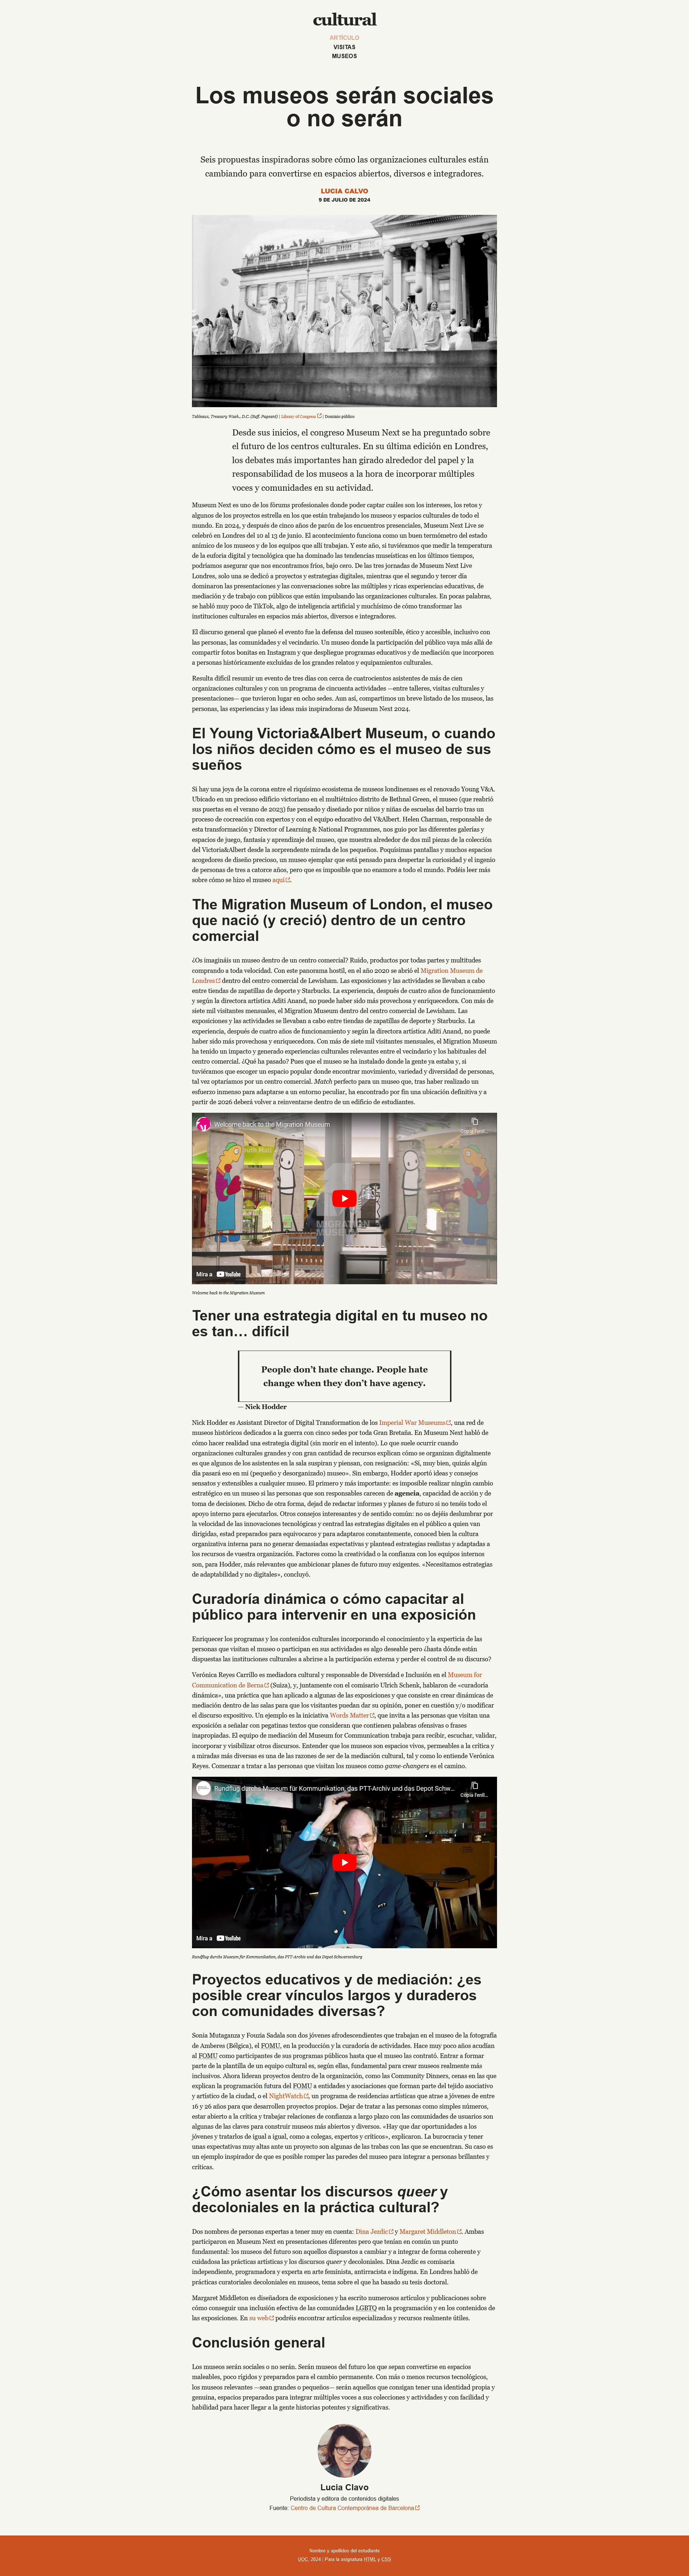 cultural
ARTÍCULO
VISITAS
MUSEOS
Los museos serán sociales
o no serán
Seis propuestas inspiradoras sobre cómo las organizaciones culturales están
cambiando para convertirse en espacios abiertos, diversos e integradores.
LUCIA CALVO
9 DE JULIO DE 2024
Tableaux, Treasury Wash., D.C. (Suff. Pageant) | Library of Congress | Dominio público
Desde sus inicios, el congreso Museum Next se ha preguntado sobre
el futuro de los centros culturales. En su última edición en Londres,
los debates más importantes han girado alrededor del papel y la
responsabilidad de los museos a la hora de incorporar múltiples
voces y comunidades en su actividad.
Museum Next es uno de los fórums profesionales donde poder captar cuáles son los intereses, los retos y
algunos de los proyectos estrella en los que están trabajando los museos y espacios culturales de todo el
mundo. En 2024, y después de cinco años de parón de los encuentros presenciales, Museum Next Live se
celebró en Londres del 10 al 13 de junio. El acontecimiento funciona como un buen termómetro del estado
anímico de los museos y de los equipos que allí trabajan. Y este año, si tuviéramos que medir la temperatura
de la euforia digital y tecnológica que ha dominado las tendencias museísticas en los últimos tiempos,
podríamos asegurar que nos encontramos fríos, bajo cero. De las tres jornadas de Museum Next Live
Londres, solo una se dedicó a proyectos y estrategias digitales, mientras que el segundo y tercer día
dominaron las presentaciones y las conversaciones sobre las múltiples y ricas experiencias educativas, de
mediación y de trabajo con públicos que están impulsando las organizaciones culturales. En pocas palabras,
se habló muy poco de TikTok, algo de inteligencia artificial y muchísimo de cómo transformar las
instituciones culturales en espacios más abiertos, diversos e integradores.
El discurso general que planeó el evento fue la defensa del museo sostenible, ético y accesible, inclusivo con
las personas, las comunidades y el vecindario. Un museo donde la participación del público vaya más allá de
compartir fotos bonitas en Instagram y que despliegue programas educativos y de mediación que incorporen
a personas históricamente excluidas de los grandes relatos y equipamientos culturales.
Resulta difícil resumir un evento de tres días con cerca de cuatrocientos asistentes de más de cien
organizaciones culturales y con un programa de cincuenta actividades —entre talleres, visitas culturales y
presentaciones— que tuvieron lugar en ocho sedes. Aun así, compartimos un breve listado de los museos, las
personas, las experiencias y las ideas más inspiradoras de Museum Next 2024.
El Young Victoria&Albert Museum, o cuando
los niños deciden cómo es el museo de sus
sueños
Si hay una joya de la corona entre el riquísimo ecosistema de museos londinenses es el renovado Young V&A.
Ubicado en un precioso edificio victoriano en el multiétnico distrito de Bethnal Green, el museo (que reabrió
sus puertas en el verano de 2023) fue pensado y diseñado por niños y niñas de escuelas del barrio tras un
proceso de cocreación con expertos y con el equipo educativo del V&Albert. Helen Charman, responsable de
esta transformación y Director of Learning & National Programmes, nos guio por las diferentes galerías y
espacios de juego, fantasía y aprendizaje del museo, que muestra alrededor de dos mil piezas de la colección
del Victoria&Albert desde la sorprendente mirada de los pequeños. Poquísimas pantallas y muchos espacios
acogedores de diseño precioso, un museo ejemplar que está pensado para despertar la curiosidad y el ingenio
de personas de tres a catorce años, pero que es imposible que no enamore a todo el mundo. Podéis leer más
sobre cómo se hizo el museo aquí.
The Migration Museum of London, el museo
que nació (y creció) dentro de un centro
comercial
¿Os imagináis un museo dentro de un centro comercial? Ruido, productos por todas partes y multitudes
comprando a toda velocidad. Con este panorama hostil, en el año 2020 se abrió el Migration Museum de
Londres dentro del centro comercial de Lewisham. Las exposiciones y las actividades se llevaban a cabo
entre tiendas de zapatillas de deporte y Starbucks. La experiencia, después de cuatro años de funcionamiento
y según la directora artística Aditi Anand, no puede haber sido más provechosa y enriquecedora. Con más de
siete mil visitantes mensuales, el Migration Museum dentro del centro comercial de Lewisham. Las
exposiciones y las actividades se llevaban a cabo entre tiendas de zapatillas de deporte y Starbucks. La
experiencia, después de cuatro años de funcionamiento y según la directora artística Aditi Anand, no puede
haber sido más provechosa y enriquecedora. Con más de siete mil visitantes mensuales, el Migration Museum
ha tenido un impacto y generado experiencias culturales relevantes entre el vecindario y los habituales del
centro comercial. ¿Qué ha pasado? Pues que el museo se ha instalado donde la gente ya estaba y, si
tuviéramos que escoger un espacio popular donde encontrar movimiento, variedad y diversidad de personas,
tal vez optaríamos por un centro comercial. Match perfecto para un museo que, tras haber realizado un
esfuerzo inmenso para adaptarse a un entorno peculiar, ha encontrado por fin una ubicación definitiva y a
partir de 2026 deberá volver a reinventarse dentro de un edificio de estudiantes.
Welcome back to the Migration Museum
Copia l'enll...
MIGRATION
MUSEUM
Mira a YouTube
Welcome back to the Migration Museum
Tener una estrategia digital en tu museo no
es tan… difícil
People don’t hate change. People hate
change when they don’t have agency.
— Nick Hodder
Nick Hodder es Assistant Director of Digital Transformation de los Imperial War Museums, una red de
museos históricos dedicados a la guerra con cinco sedes por toda Gran Bretaña. En Museum Next habló de
cómo hacer realidad una estrategia digital (sin morir en el intento). Lo que suele ocurrir cuando
organizaciones culturales grandes y con gran cantidad de recursos explican cómo se organizan digitalmente
es que algunos de los asistentes en la sala suspiran y piensan, con resignación: «Sí, muy bien, quizás algún
día pasará eso en mi (pequeño y desorganizado) museo». Sin embargo, Hodder aportó ideas y consejos
sensatos y extensibles a cualquier museo. El primero y más importante: es imposible realizar ningún cambio
estratégico en un museo si las personas que son responsables carecen de agencia, capacidad de acción y de
toma de decisiones. Dicho de otra forma, dejad de redactar informes y planes de futuro si no tenéis todo el
apoyo interno para ejecutarlos. Otros consejos interesantes y de sentido común: no os dejéis deslumbrar por
la velocidad de las innovaciones tecnológicas y centrad las estrategias digitales en el público a quien van
dirigidas, estad preparados para equivocaros y para adaptaros constantemente, conoced bien la cultura
organizativa interna para no generar demasiadas expectativas y plantead estrategias realistas y adaptadas a
los recursos de vuestra organización. Factores como la creatividad o la confianza con los equipos internos
son, para Hodder, más relevantes que ambicionar planes de futuro muy exigentes. «Necesitamos estrategias
de adaptabilidad y no digitales», concluyó.
Curadoría dinámica o cómo capacitar al
público para intervenir en una exposición
Enriquecer los programas y los contenidos culturales incorporando el conocimiento y la experticia de las
personas que visitan el museo o participan en sus actividades es algo deseable pero ¿hasta dónde están
dispuestas las instituciones culturales a abrirse a la participación externa y perder el control de su discurso?
Verónica Reyes Carrillo es mediadora cultural y responsable de Diversidad e Inclusión en el Museum for
Communication de Berna (Suiza), y, juntamente con el comisario Ulrich Schenk, hablaron de «curadoría
dinámica», una práctica que han aplicado a algunas de las exposiciones y que consiste en crear dinámicas de
mediación dentro de las salas para que los visitantes puedan dar su opinión, poner en cuestión y/o modificar
el discurso expositivo. Un ejemplo es la iniciativa Words Matter, que invita a las personas que visitan una
exposición a señalar con pegatinas textos que consideran que contienen palabras ofensivas o frases
inapropiadas. El equipo de mediación del Museum for Communication trabaja para recibir, escuchar, validar,
incorporar y visibilizar otros discursos. Entender que los museos son espacios vivos, permeables a la crítica y
a miradas más diversas es una de las razones de ser de la mediación cultural, tal y como lo entiende Verónica
Reyes. Comenzar a tratar a las personas que visitan los museos como game-changers es el camino.
Rundflug durchs Museum für Kommunikation, das PTT-Archiv und das Depot Schw...
Copia l'enll...
Mira a YouTube
Rundflug durchs Museum für Kommunikation, das PTT-Archiv und das Depot Schwarzenburg
Proyectos educativos y de mediación: ¿es
posible crear vínculos largos y duraderos
con comunidades diversas?
Sonia Mutaganza y Fouzia Sadala son dos jóvenes afrodescendientes que trabajan en el museo de la fotografía
de Amberes (Bélgica), el FOMU, en la producción y la curadoría de actividades. Hace muy poco años acudían
al FOMU como participantes de sus programas públicos hasta que el museo las contrató. Entrar a formar
parte de la plantilla de un equipo cultural es, según ellas, fundamental para crear museos realmente más
inclusivos. Ahora lideran proyectos dentro de la organización, como las Community Dinners, cenas en las que
explican la programación futura del FOMU a entidades y asociaciones que forman parte del tejido asociativo
y artístico de la ciudad, o el NightWatch, un programa de residencias artísticas que atrae a jóvenes de entre
16 y 26 años para que desarrollen proyectos propios. Dejar de tratar a las personas como simples números,
estar abierto a la crítica y trabajar relaciones de confianza a largo plazo con las comunidades de usuarios son
algunas de las claves para construir museos más abiertos y diversos. «Hay que dar oportunidades a los
jóvenes y tratarlos de igual a igual, como a colegas, expertos y críticos», explicaron. La burocracia y tener
unas expectativas muy altas ante un proyecto son algunas de las trabas con las que se encuentran. Su caso es
un ejemplo inspirador de que es posible romper las paredes del museo para integrar a personas brillantes y
críticas.
¿Cómo asentar los discursos queer y
decoloniales en la práctica cultural?
Dos nombres de personas expertas a tener muy en cuenta: Dina Jezdic y Margaret Middleton. Ambas
participaron en Museum Next en presentaciones diferentes pero que tenían en común un punto
fundamental: los museos del futuro son aquellos dispuestos a cambiar y a integrar de forma coherente y
cuidadosa las prácticas artísticas y los discursos queer y decoloniales. Dina Jezdic es comisaria
independiente, programadora y experta en arte feminista, antirracista e indígena. En Londres habló de
prácticas curatoriales decoloniales en museos, tema sobre el que ha basado su tesis doctoral.
Margaret Middleton es diseñadora de exposiciones y ha escrito numerosos artículos y publicaciones sobre
cómo conseguir una inclusión efectiva de las comunidades LGBTQ en la programación y en los contenidos de
las exposiciones. En su web podréis encontrar artículos especializados y recursos realmente útiles.
Conclusión general
Los museos serán sociales o no serán. Serán museos del futuro los que sepan convertirse en espacios
maleables, poco rígidos y preparados para el cambio permanente. Con más o menos recursos tecnológicos,
los museos relevantes —sean grandes o pequeños— serán aquellos que consigan tener una identidad propia y
genuina, espacios preparados para integrar múltiples voces a sus colecciones y actividades y con facilidad y
habilidad para hacer llegar a la gente historias potentes y significativas.
Lucia Clavo
Periodista y editora de contenidos digitales
Fuente: Centro de Cultura Contemporánea de Barcelona
Nombre y apellidos del estudiante
UOC, 2024 | Para la asignatura HTML y CSS